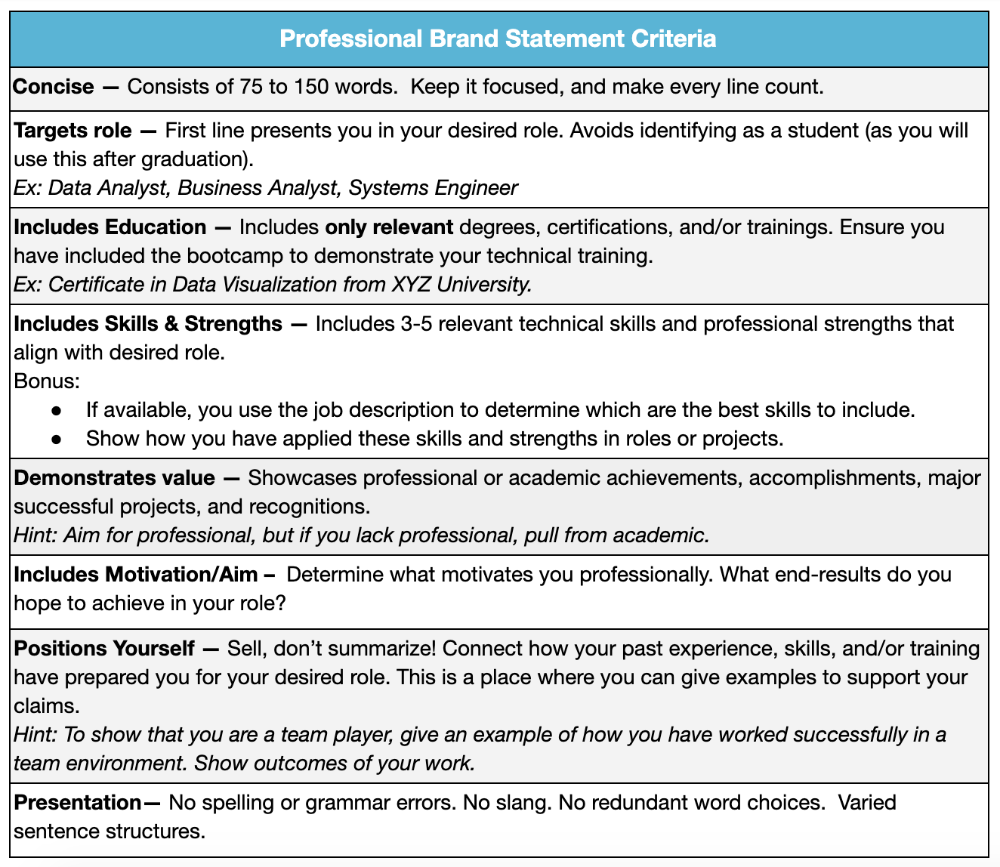 Professional Brand Statement Criteria
Concise — Consists of 75 to 150 words.  Keep it focused, and make every line count.
Targets role — First line presents you in your desired role. Avoids identifying as a student (as you will
use this after graduation).
Ex: Data Analyst, Business Analyst, Systems Engineer
Includes Education — Includes only relevant degrees, certifications, and/or trainings. Ensure you
have included the bootcamp to demonstrate your technical training.
Ex: Certificate in Data Visualization from XYZ University.
Includes Skills & Strengths — Includes 3-5 relevant technical skills and professional strengths that
align with desired role.
Bonus:
● If available, you use the job description to determine which are the best skills to include.
● Show how you have applied these skills and strengths in roles or projects.
Demonstrates value — Showcases professional or academic achievements, accomplishments, major
successful projects, and recognitions.
Hint: Aim for professional, but if you lack professional, pull from academic.
Includes Motivation/Aim –  Determine what motivates you professionally. What end-results do you
hope to achieve in your role?
Positions Yourself — Sell, don’t summarize! Connect how your past experience, skills, and/or training
have prepared you for your desired role. This is a place where you can give examples to support your
claims.
Hint: To show that you are a team player, give an example of how you have worked successfully in a
team environment. Show outcomes of your work.
Presentation— No spelling or grammar errors. No slang. No redundant word choices.  Varied
sentence structures.